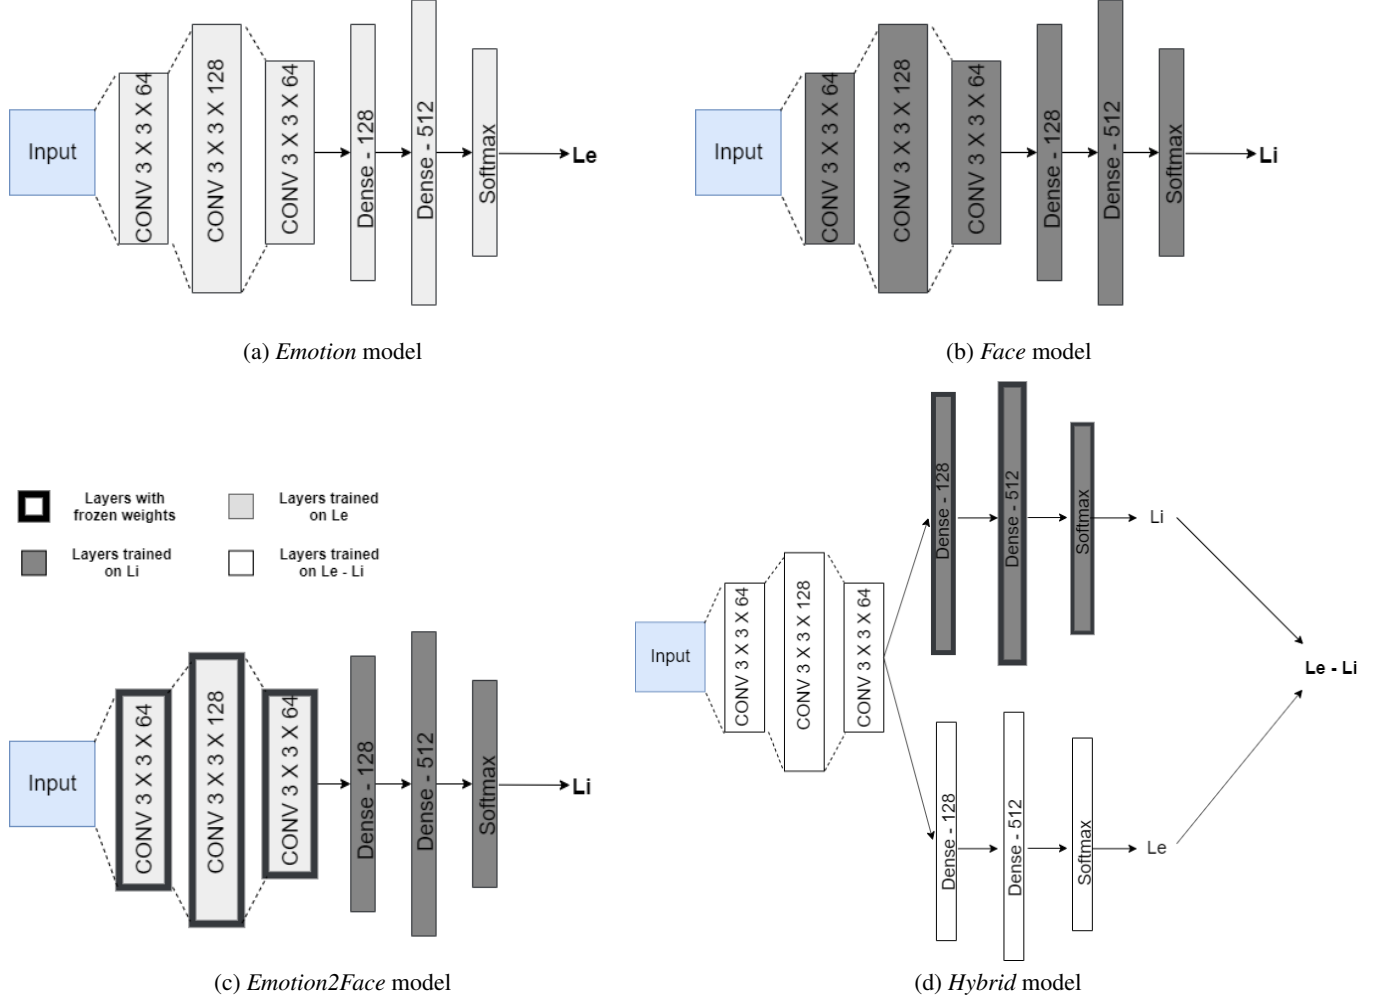 Input
CONV 3 X 3 X 64
CONV 3 X 3 X 128
CONV 3 X 3 X 64
Dense - 128
Dense - 512
Softmax
Le
(a) Emotion model
Input
CONV 3 X 3 X 64
CONV 3 X 3 X 128
CONV 3 X 3 X 64
Dense - 128
Dense - 512
Softmax
Li
(b) Face model
Layers with
frozen weights
Layers trained
on Le
Layers trained
on Li
Layers trained
on Le - Li
Input
CONV 3 X 3 X 64
CONV 3 X 3 X 128
CONV 3 X 3 X 64
Dense - 128
Dense - 512
Softmax
Li
(c) Emotion2Face model
Input
CONV 3 X 3 X 64
CONV 3 X 3 X 128
CONV 3 X 3 X 64
Dense - 128
Dense - 512
Softmax
Li
Dense - 128
Dense - 512
Softmax
Le
Le - Li
(d) Hybrid model